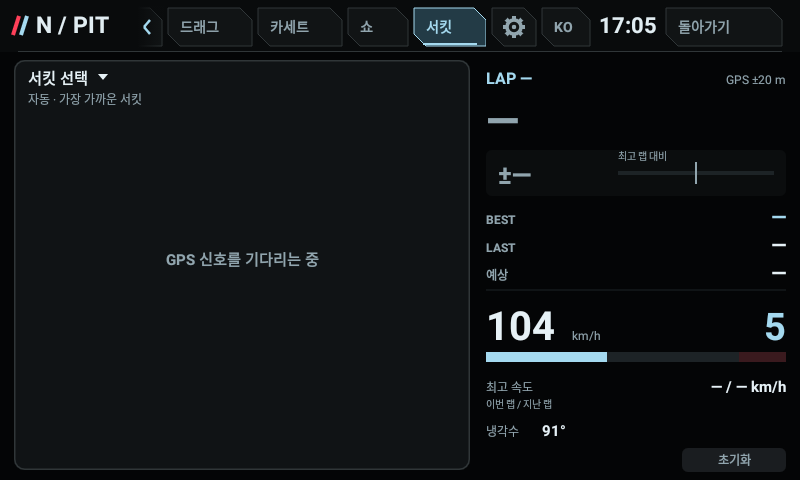 N / PIT
드래그
카세트
쇼
서킷
KO
17:05
돌아가기
서킷 선택
자동 · 가장 가까운 서킷
GPS 신호를 기다리는 중
LAP –
GPS ±20 m
—
±—
최고 랩 대비
BEST –
LAST –
예상 –
104 km/h 5
최고 속도
– / – km/h
이번 랩 / 지난 랩
냉각수 91°
초기화